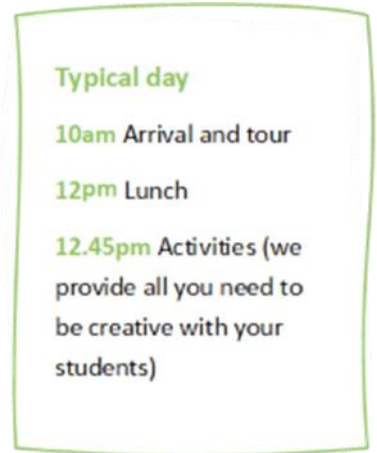 Typical day
10am Arrival and tour
12pm Lunch
12.45pm Activities (we
provide all you need to
be creative with your
students)